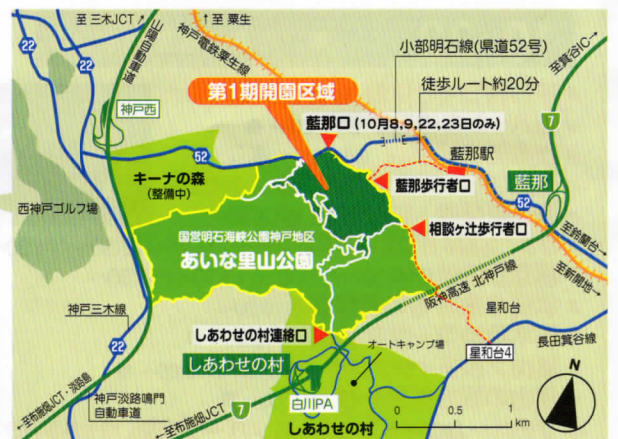 至 三木JCT
↑至 粟生
山陽自動車道
22
22
神戸電鉄粟生線
小部明石線(県道52号)
至箕谷IC→
徒歩ルート約20分
第1期開園区域
神戸西
7
藍那口(10月8,9,22,23日のみ)
52
藍那駅
キーナの森
(整備中)
藍那歩行者口
藍那
西神戸ゴルフ場
52
相談ヶ辻歩行者口
国営明石海峡公園神戸地区
あいな里山公園
至鈴蘭台→
至新開地→
阪神高速 北神戸線
神戸三木線
星和台
しあわせの村連絡口
長田箕谷線
22
オートキャンプ場
星和台4
しあわせの村
N
←至布施畑JCT・淡路島
神戸淡路鳴門
自動車道
白川PA
7
←至布施畑JCT
しあわせの村
0 0.5 1
km